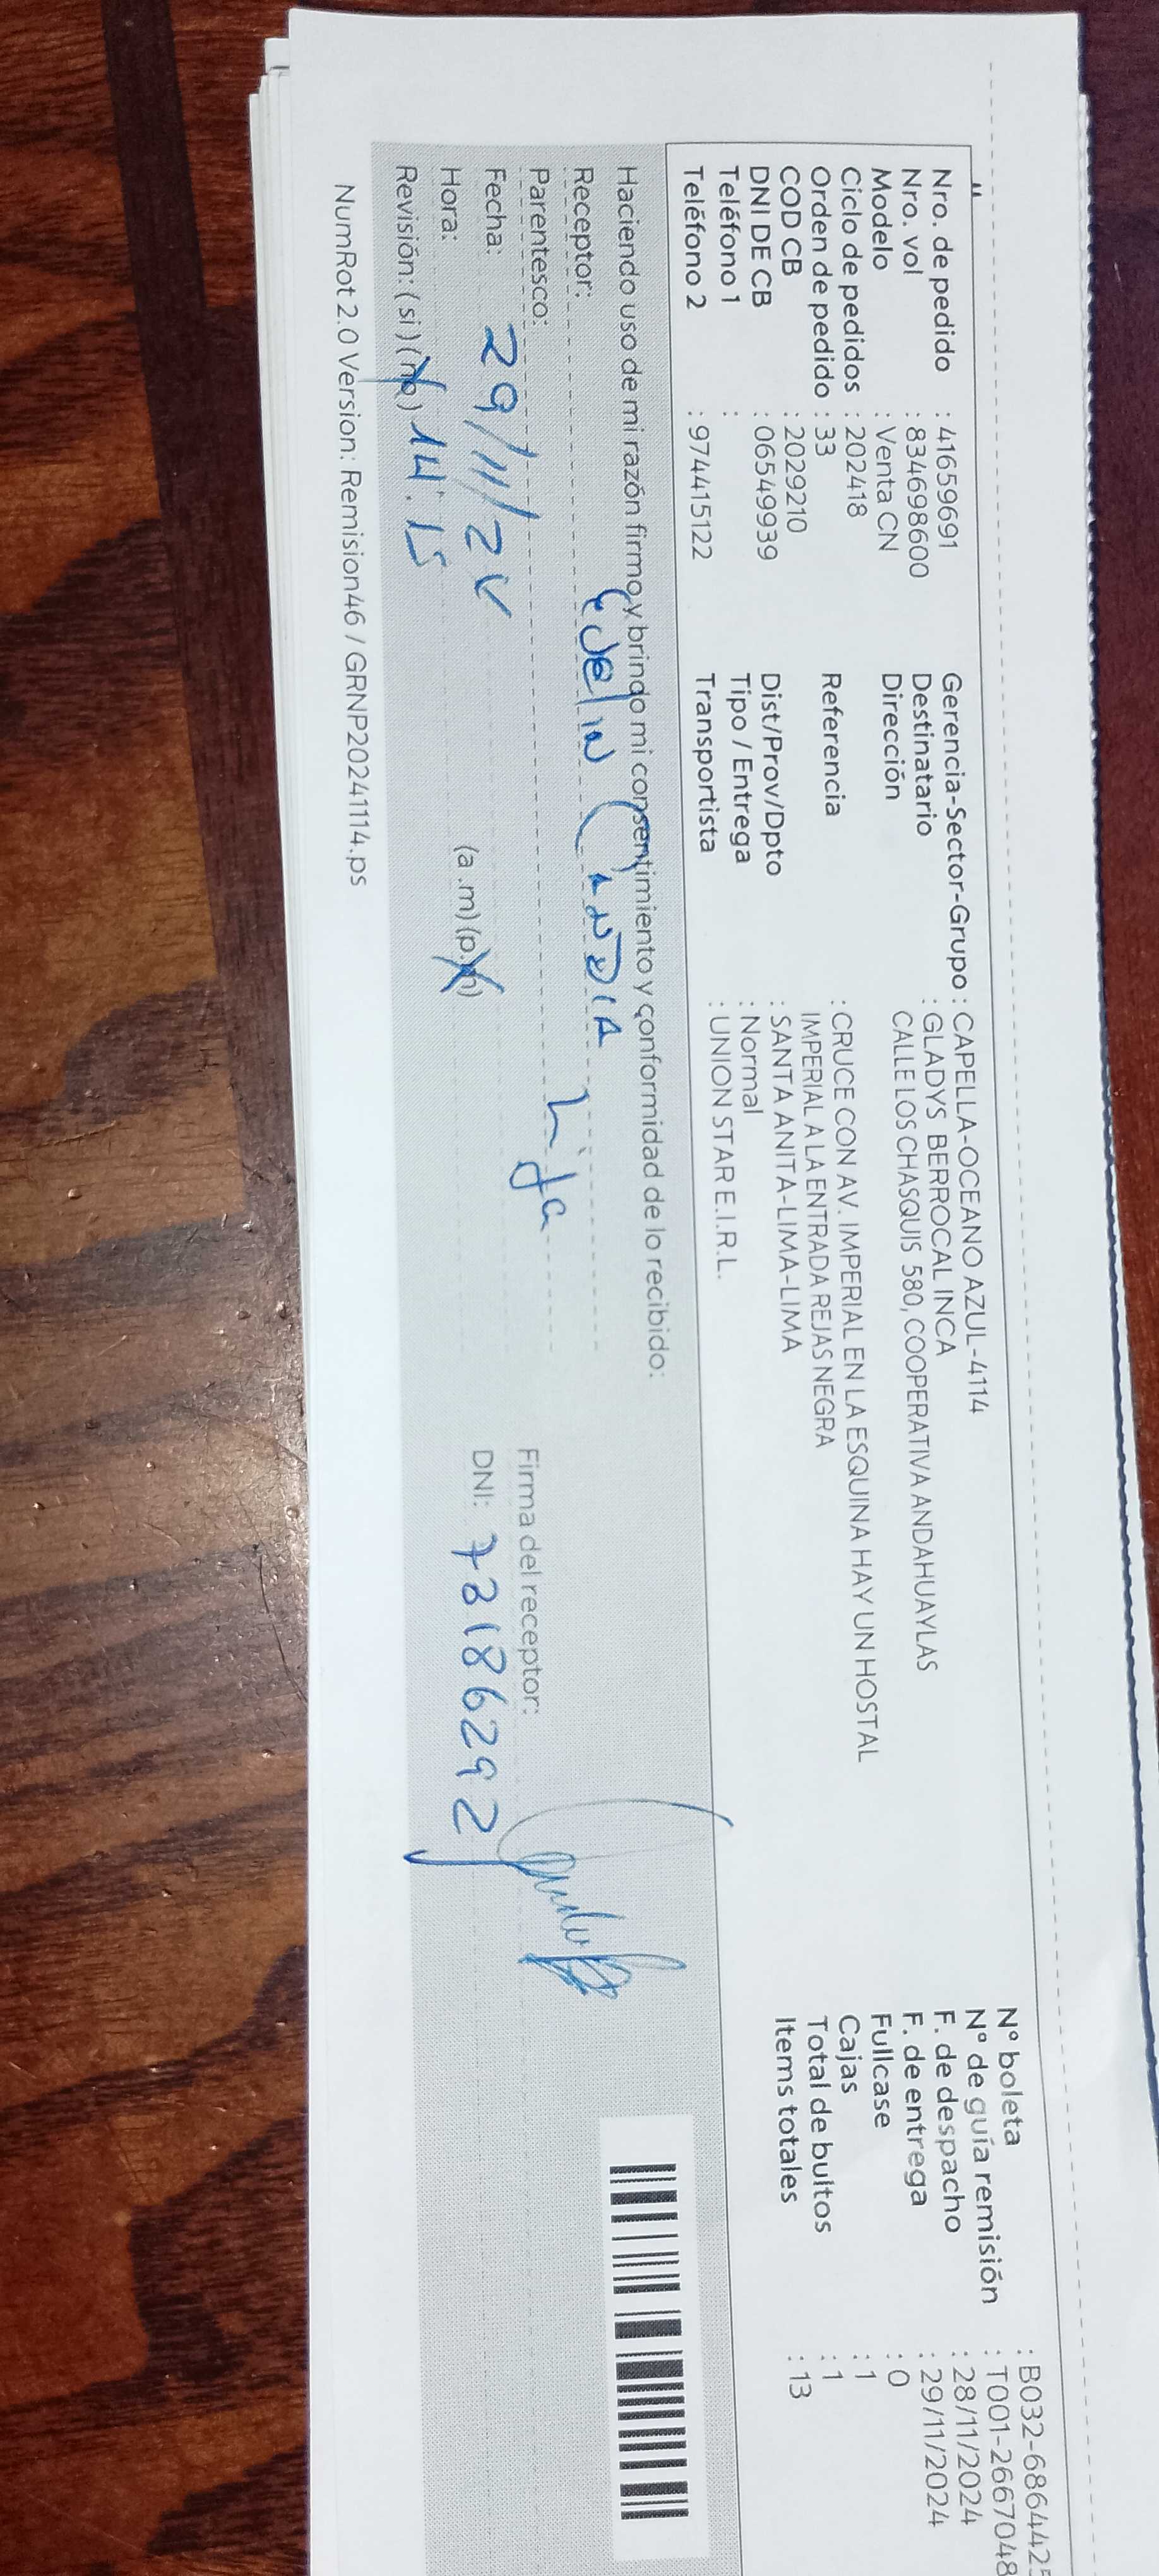 Nro. de pedido : 41659691
Nro. vol : 834698600
Modelo : Venta CN
Ciclo de pedidos : 202418
Orden de pedido : 33
COD CB : 2029210
DNI DE CB : 06549939
Teléfono 1 :
Teléfono 2 : 974415122
Gerencia-Sector-Grupo : CAPELLA-OCEANO AZUL-4114
Destinatario : GLADYS BERROCAL INCA
Dirección CALLE LOS CHASQUIS 580, COOPERATIVA ANDAHUAYLAS
Referencia : CRUCE CON AV. IMPERIAL EN LA ESQUINA HAY UN HOSTAL
IMPERIAL A LA ENTRADA REJAS NEGRA
Dist/Prov/Dpto : SANTA ANITA-LIMA-LIMA
Tipo / Entrega : Normal
Transportista : UNION STAR E.I.R.L.
N° boleta : B032-6864425
N° de guía remisión : T001-2667048
F. de despacho : 28/11/2024
F. de entrega : 29/11/2024
Fullcase : 0
Cajas : 1
Total de bultos : 1
Items totales : 13
Haciendo uso de mi razón firmo y brindo mi consentimiento y conformidad de lo recibido:
Receptor: Edelin CANDIA
Parentesco: hija
Fecha: 29/11/24
Hora: (a.m) (p.m)
Revisión: (si) (no) 14:15
Firma del receptor:
DNI: 73186292
NumRot 2.0 Version: Remision46 / GRNP20241114.ps